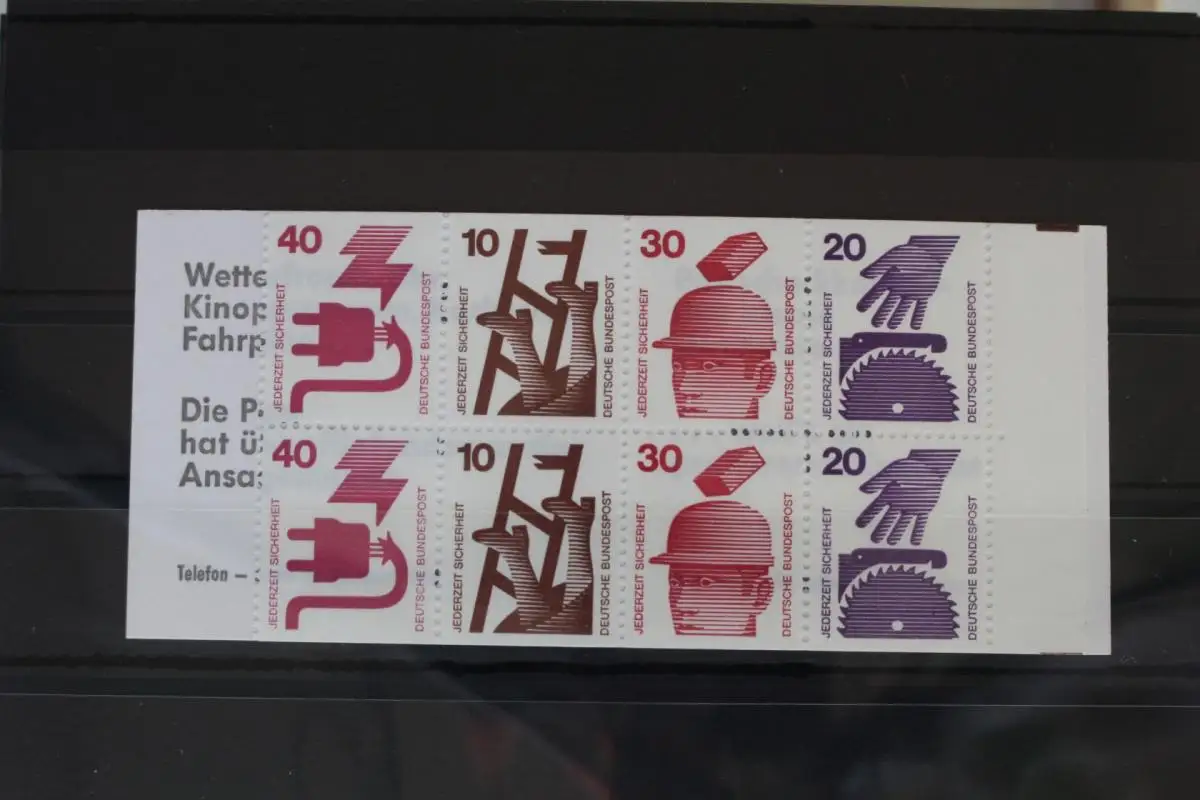 Wette
Kinop
Fahrp
Die P
hat ü
Ansa
Telefon –
40
JEDERZEIT SICHERHEIT
DEUTSCHE BUNDESPOST
10
JEDERZEIT SICHERHEIT
DEUTSCHE BUNDESPOST
30
JEDERZEIT SICHERHEIT
DEUTSCHE BUNDESPOST
20
JEDERZEIT SICHERHEIT
DEUTSCHE BUNDESPOST
40
JEDERZEIT SICHERHEIT
DEUTSCHE BUNDESPOST
10
JEDERZEIT SICHERHEIT
DEUTSCHE BUNDESPOST
30
JEDERZEIT SICHERHEIT
DEUTSCHE BUNDESPOST
20
JEDERZEIT SICHERHEIT
DEUTSCHE BUNDESPOST